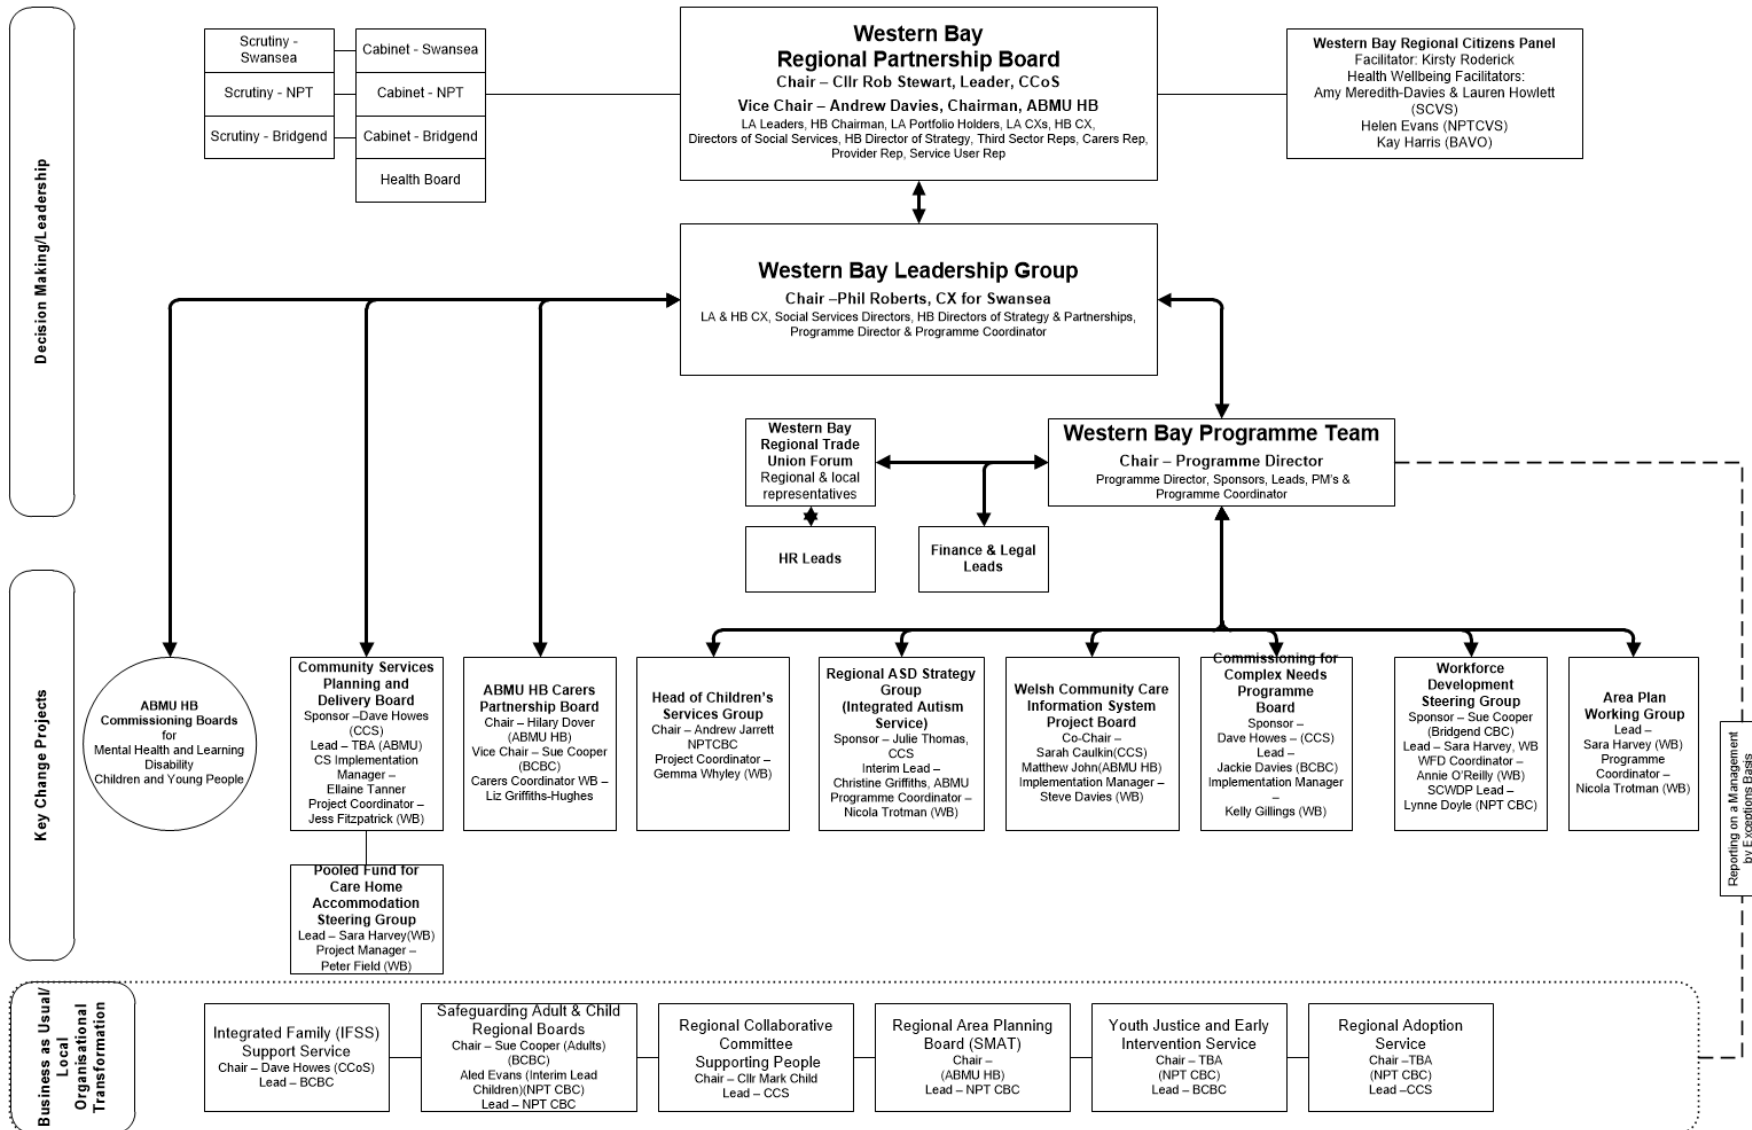 Decision Making/Leadership
Scrutiny -
Swansea
Scrutiny - NPT
Scrutiny - Bridgend
Cabinet - Swansea
Cabinet - NPT
Cabinet - Bridgend
Health Board
Western Bay
Regional Partnership Board
Chair – Cllr Rob Stewart, Leader, CCoS
Vice Chair – Andrew Davies, Chairman, ABMU HB
LA Leaders, HB Chairman, LA Portfolio Holders, LA CXs, HB CX,
Directors of Social Services, HB Director of Strategy, Third Sector Reps, Carers Rep,
Provider Rep, Service User Rep
Western Bay Regional Citizens Panel
Facilitator: Kirsty Roderick
Health Wellbeing Facilitators:
Amy Meredith-Davies & Lauren Howlett
(SCVS)
Helen Evans (NPTCVS)
Kay Harris (BAVO)
Western Bay Leadership Group
Chair –Phil Roberts, CX for Swansea
LA & HB CX, Social Services Directors, HB Directors of Strategy & Partnerships,
Programme Director & Programme Coordinator
Western Bay
Regional Trade
Union Forum
Regional & local
representatives
HR Leads
Finance & Legal
Leads
Western Bay Programme Team
Chair – Programme Director
Programme Director, Sponsors, Leads, PM's &
Programme Coordinator
Key Change Projects
ABMU HB
Commissioning Boards
for
Mental Health and Learning
Disability
Children and Young People
Community Services
Planning and
Delivery Board
Sponsor –Dave Howes
(CCS)
Lead – TBA (ABMU)
CS Implementation
Manager –
Ellaine Tanner
Project Coordinator –
Jess Fitzpatrick (WB)
Pooled Fund for
Care Home
Accommodation
Steering Group
Lead – Sara Harvey(WB)
Project Manager –
Peter Field (WB)
ABMU HB Carers
Partnership Board
Chair – Hilary Dover
(ABMU HB)
Vice Chair – Sue Cooper
(BCBC)
Carers Coordinator WB –
Liz Griffiths-Hughes
Head of Children's
Services Group
Chair – Andrew Jarrett
NPTCBC
Project Coordinator –
Gemma Whyley (WB)
Regional ASD Strategy
Group
(Integrated Autism
Service)
Sponsor – Julie Thomas,
CCS
Interim Lead –
Christine Griffiths, ABMU
Programme Coordinator –
Nicola Trotman (WB)
Welsh Community Care
Information System
Project Board
Co-Chair –
Sarah Caulkin(CCS)
Matthew John(ABMU HB)
Implementation Manager –
Steve Davies (WB)
Commissioning for
Complex Needs
Programme
Board
Sponsor –
Dave Howes – (CCS)
Lead –
Jackie Davies (BCBC)
Implementation Manager
–
Kelly Gillings (WB)
Workforce
Development
Steering Group
Sponsor – Sue Cooper
(Bridgend CBC)
Lead – Sara Harvey, WB
WFD Coordinator –
Annie O'Reilly (WB)
SCWDP Lead –
Lynne Doyle (NPT CBC)
Area Plan
Working Group
Lead –
Sara Harvey (WB)
Programme
Coordinator –
Nicola Trotman (WB)
Reporting on a Management
by Exceptions Basis
Business as Usual/
Local
Organisational
Transformation
Integrated Family (IFSS)
Support Service
Chair – Dave Howes (CCoS)
Lead – BCBC
Safeguarding Adult & Child
Regional Boards
Chair – Sue Cooper (Adults)
(BCBC)
Aled Evans (Interim Lead
Children)(NPT CBC)
Lead – NPT CBC
Regional Collaborative
Committee
Supporting People
Chair – Cllr Mark Child
Lead – CCS
Regional Area Planning
Board (SMAT)
Chair –
(ABMU HB)
Lead – NPT CBC
Youth Justice and Early
Intervention Service
Chair – TBA
(NPT CBC)
Lead – BCBC
Regional Adoption
Service
Chair –TBA
(NPT CBC)
Lead –CCS